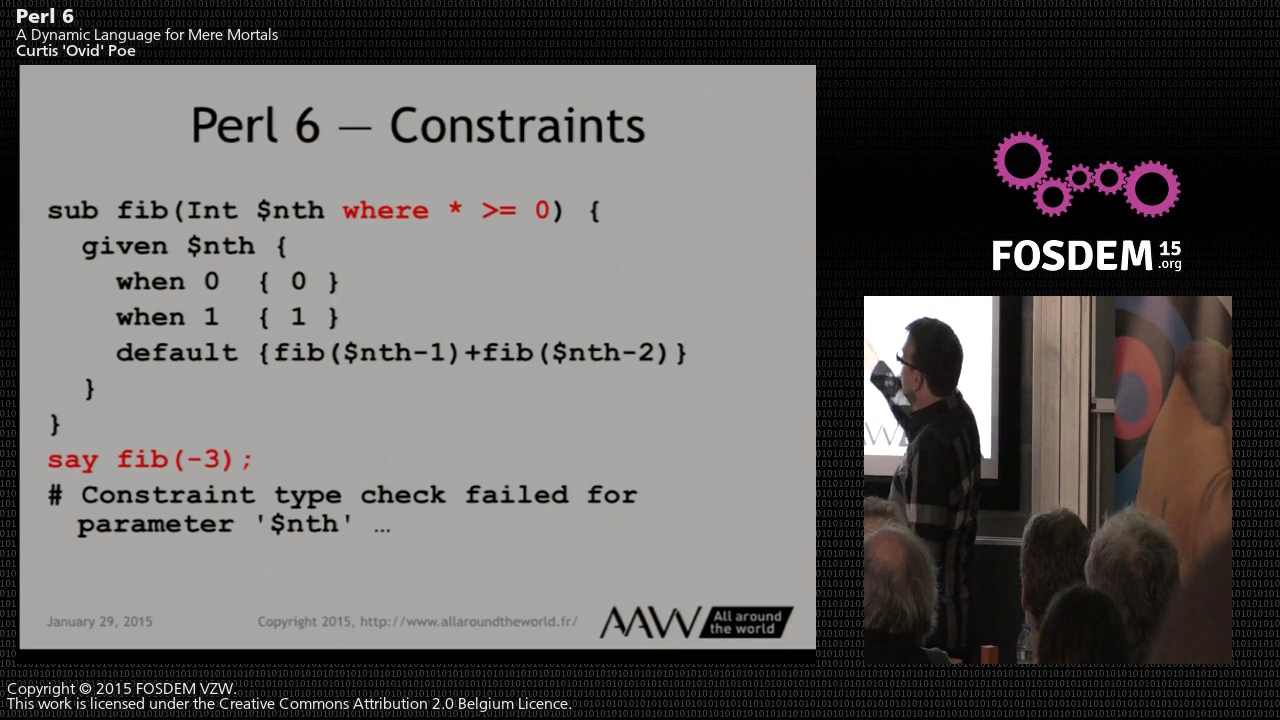 Perl 6
A Dynamic Language for Mere Mortals
Curtis 'Ovid' Poe
Perl 6 — Constraints
sub fib(Int $nth where * >= 0) {
given $nth {
when 0 { 0 }
when 1 { 1 }
default {fib($nth-1)+fib($nth-2)}
}
}
say fib(-3);
# Constraint type check failed for
parameter '$nth' …
January 29, 2015
Copyright 2015, http://www.allaroundtheworld.fr/
AAW All around
the world
FOSDEM 15
.org
Copyright © 2015 FOSDEM VZW.
This work is licensed under the Creative Commons Attribution 2.0 Belgium Licence.